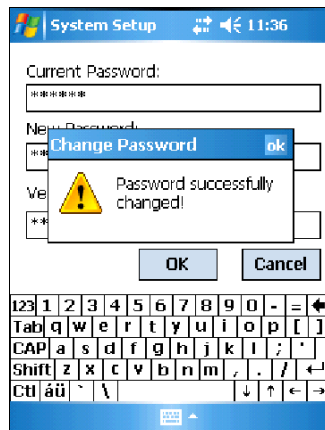 System Setup 11:36
Current Password:
******
New Password:
**
Change Password ok
Password successfully
changed!
Ve
**
OK Cancel
123 1 2 3 4 5 6 7 8 9 0 - =
Tab q w e r t y u i o p [ ]
CAP a s d f g h j k l ; '
Shift z x c v b n m , . /
Ctl áü ` \